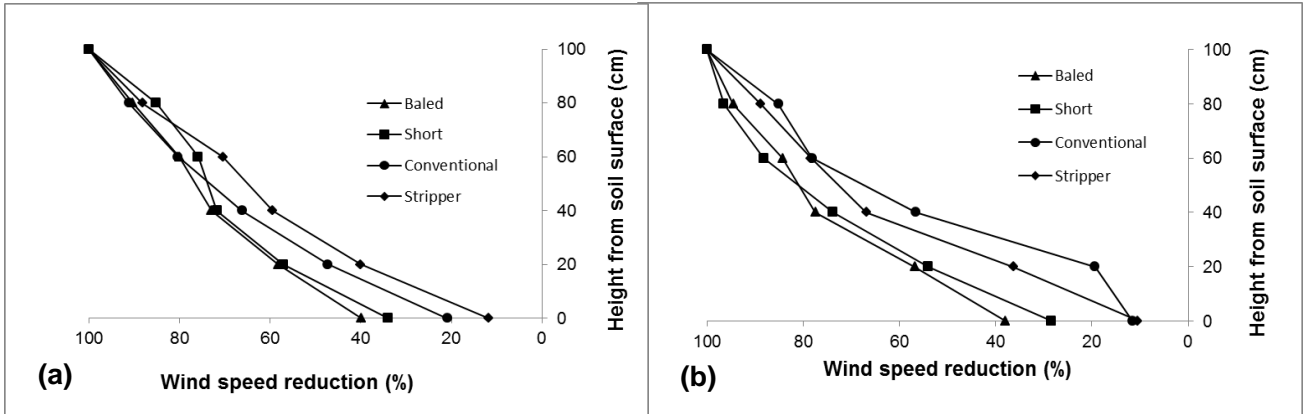 100
80
60
40
20
0
Height from soil surface (cm)
Baled
Short
Conventional
Stripper
100 80 60 40 20 0
Wind speed reduction (%)
(a)
100
80
60
40
20
0
Height from soil surface (cm)
Baled
Short
Conventional
Stripper
100 80 60 40 20 0
Wind speed reduction (%)
(b)